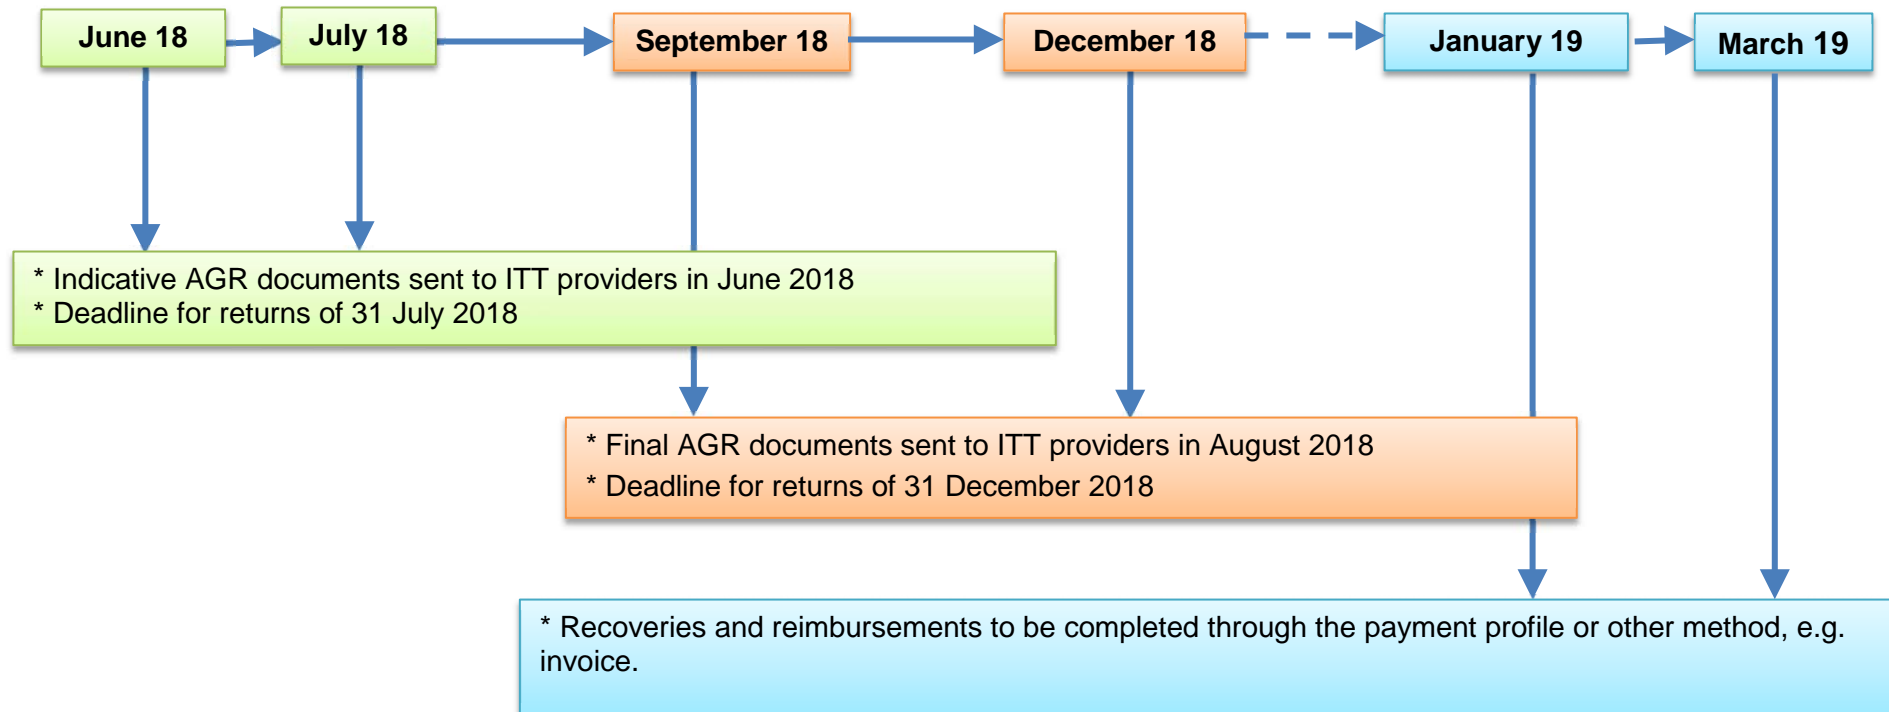 June 18
July 18
September 18
December 18
January 19
March 19
* Indicative AGR documents sent to ITT providers in June 2018
* Deadline for returns of 31 July 2018
* Final AGR documents sent to ITT providers in August 2018
* Deadline for returns of 31 December 2018
* Recoveries and reimbursements to be completed through the payment profile or other method, e.g.
invoice.